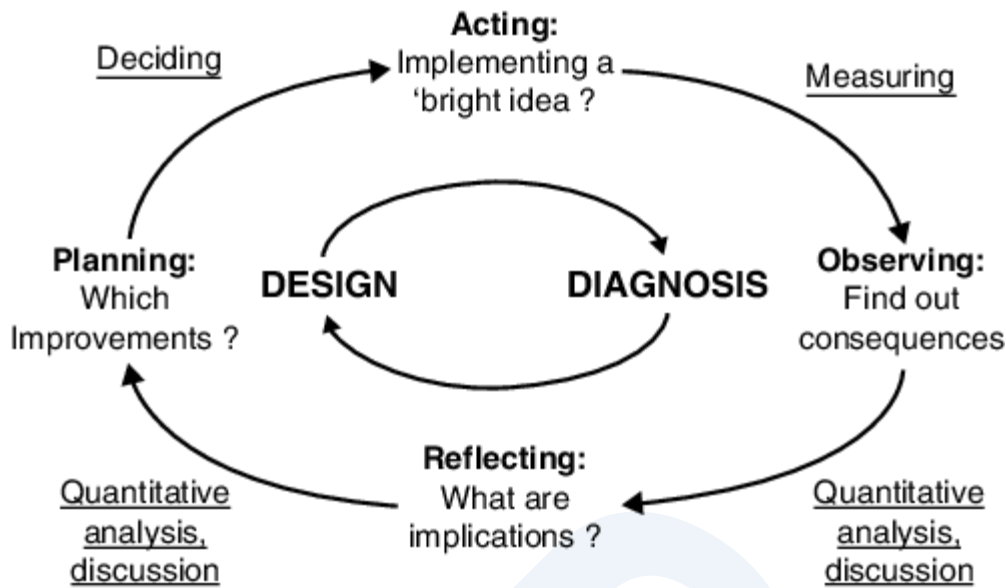 Acting:
Implementing a
‘bright idea ?
Deciding
Measuring
Planning:
Which
Improvements ?
DESIGN
DIAGNOSIS
Observing:
Find out
consequences
Reflecting:
What are
implications ?
Quantitative
analysis,
discussion
Quantitative
analysis,
discussion